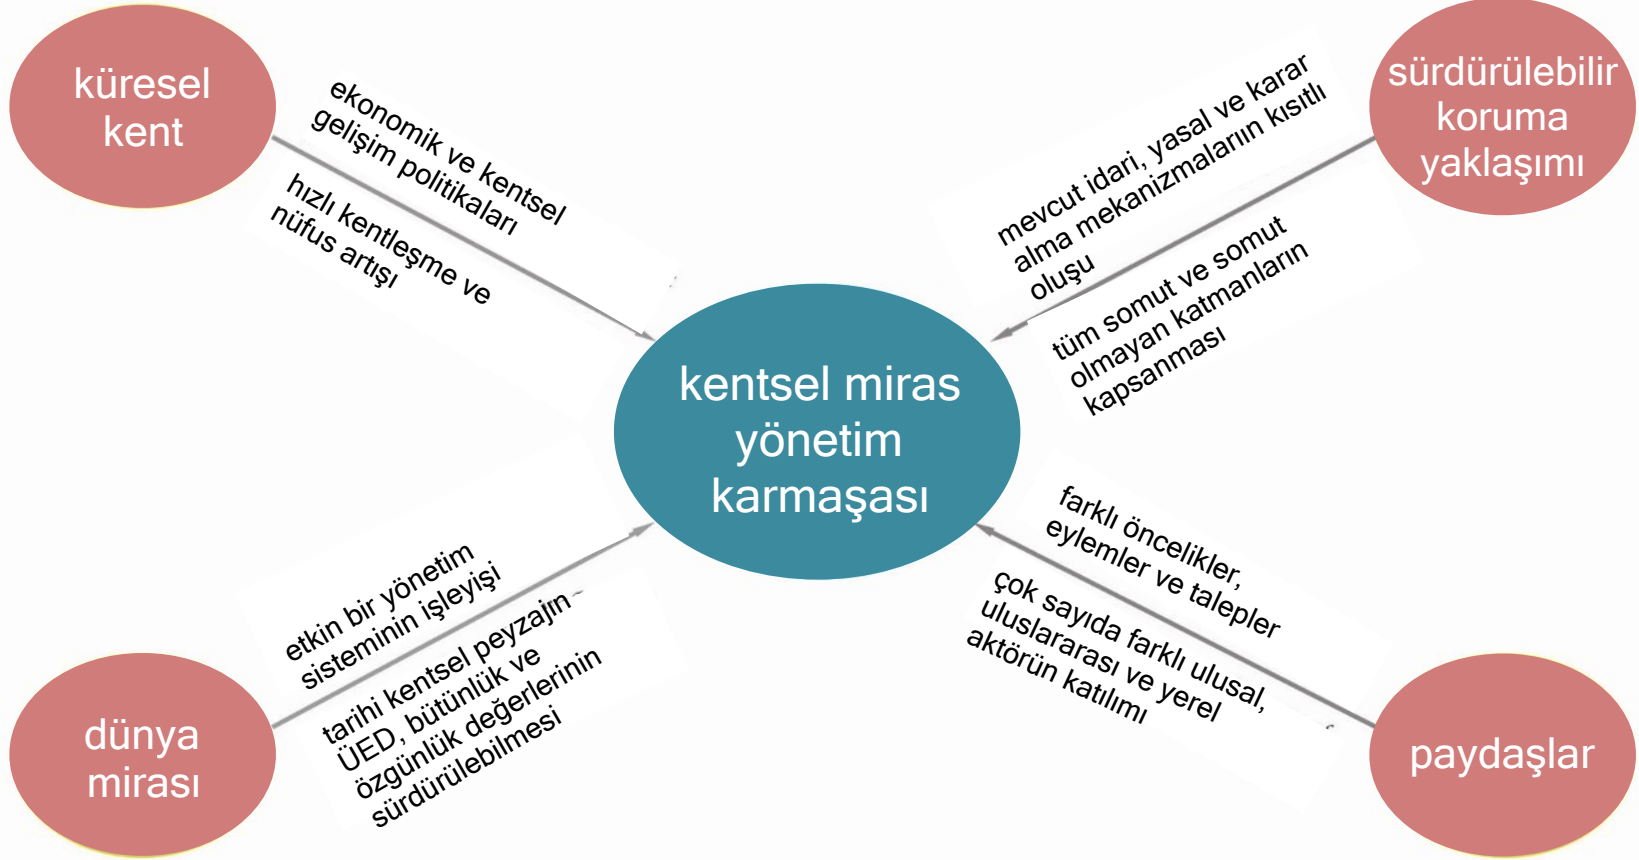 küresel
kent
ekonomik ve kentsel
gelişim politikaları
hızlı kentleşme ve
nüfus artışı
sürdürülebilir
koruma
yaklaşımı
mevcut idari, yasal ve karar
alma mekanizmalarıın kısıtlı
oluşu
tüm somut ve somut
olmayan katmanların
kapsanması
kentsel miras
yönetim
karmaşası
dünya
mirası
etkin bir yönetim
sisteminin işleyişi
tarihi kentsel peyzajın
ÜED, bütünlük ve
özgünlük değerlerinin
sürdürülebilmesi
farklı öncelikler,
eylemler ve talepler
çok sayıda farklı ulusal,
uluslararası ve yerel
aktörün katılımı
paydaşlar